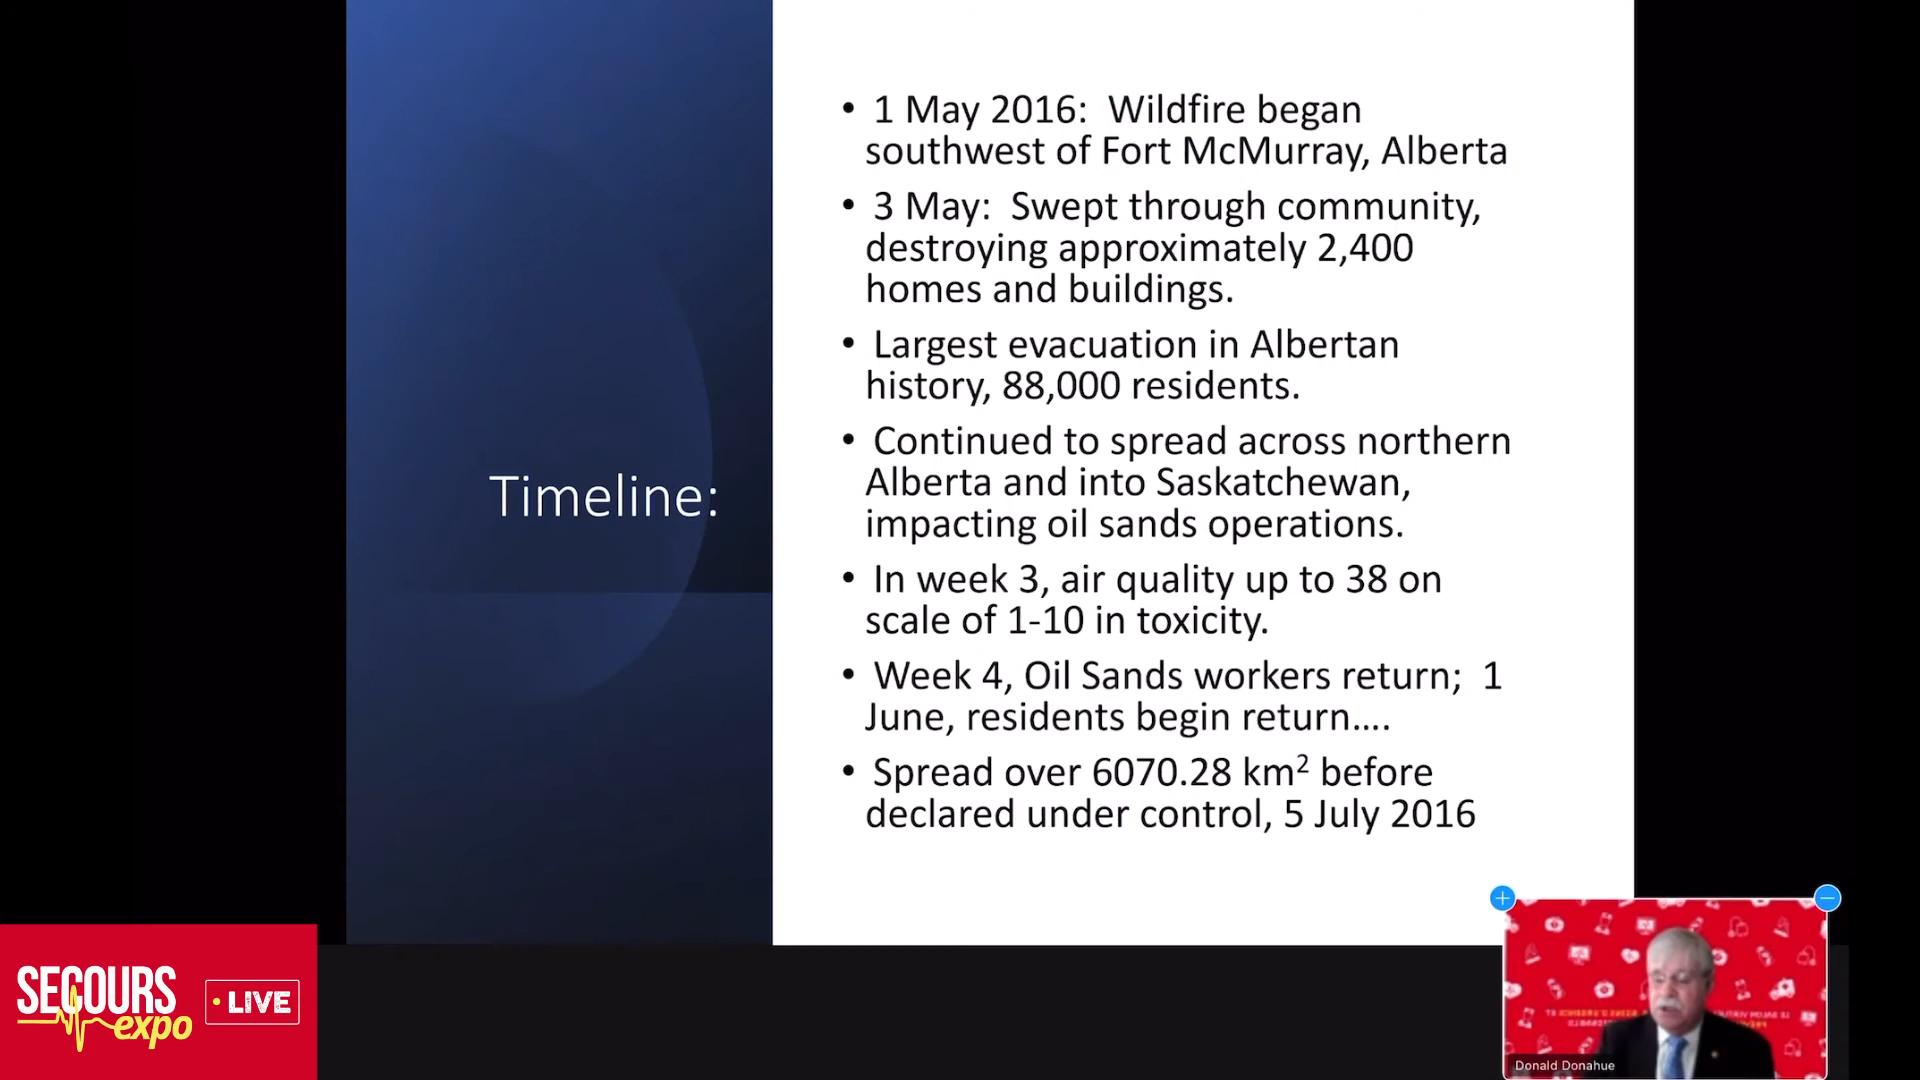 Timeline:
• 1 May 2016:  Wildfire began
southwest of Fort McMurray, Alberta
• 3 May:  Swept through community,
destroying approximately 2,400
homes and buildings.
• Largest evacuation in Albertan
history, 88,000 residents.
• Continued to spread across northern
Alberta and into Saskatchewan,
impacting oil sands operations.
• In week 3, air quality up to 38 on
scale of 1-10 in toxicity.
• Week 4, Oil Sands workers return;  1
June, residents begin return....
• Spread over 6070.28 km² before
declared under control, 5 July 2016
SECOURS
expo
• LIVE
Donald Donahue